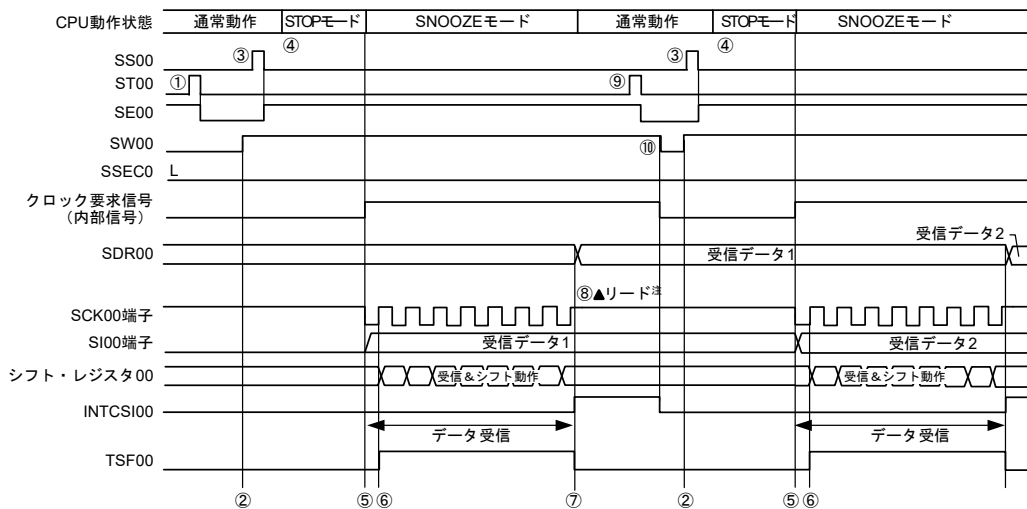 CPU動作状態 通常動作 STOPモード SNOOZEモード 通常動作 STOPモード SNOOZEモード
SS00 ③ ④ ③ ④
ST00 ① ⑨
SE00
SW00 ⑩
SSEC0 L
クロック要求信号
（内部信号）
受信データ2
SDR00 受信データ1
⑧▲リード注
SCK00端子
SI00端子 受信データ1 受信データ2
シフト・レジスタ00 受信＆シフト動作 受信＆シフト動作
INTCSI00
データ受信 データ受信
TSF00
② ⑤ ⑥ ⑦ ② ⑤ ⑥